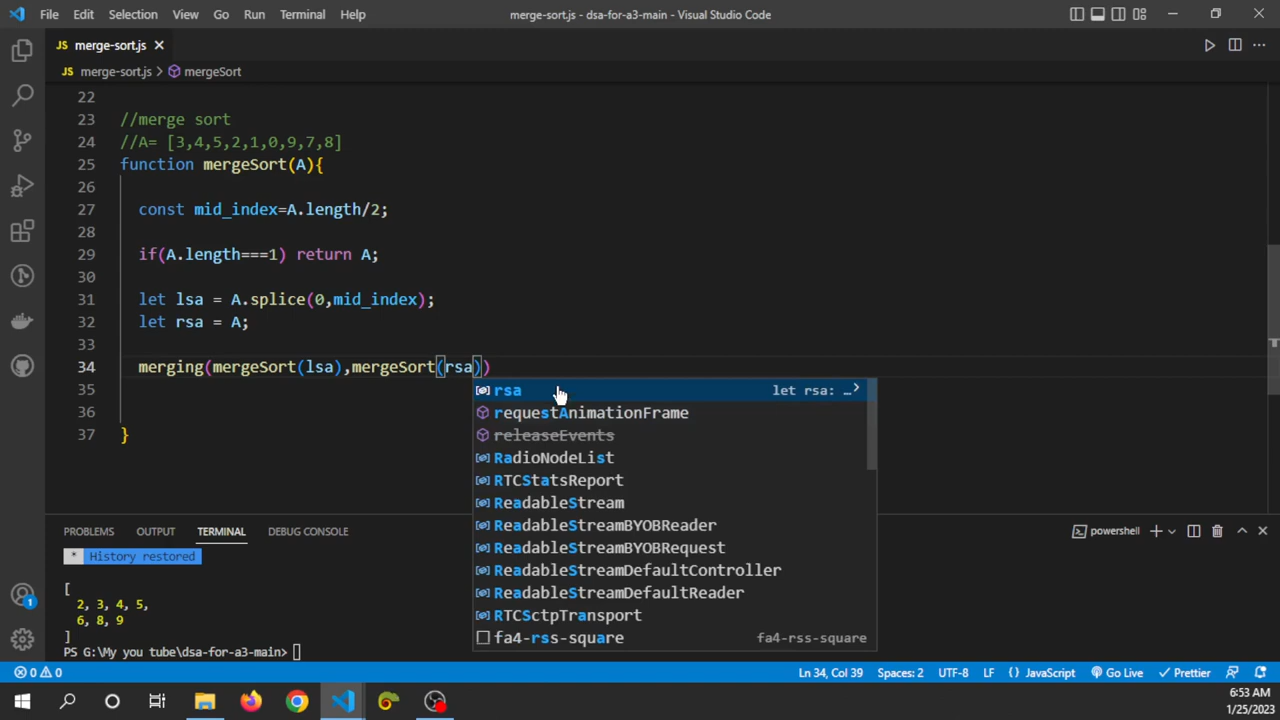 File Edit Selection View Go Run Terminal Help merge-sort.js - dsa-for-a3-main - Visual Studio Code
JS merge-sort.js
JS merge-sort.js > mergeSort
22
23 //merge sort
24 //A= [3,4,5,2,1,0,9,7,8]
25 function mergeSort(A){
26
27 const mid_index=A.length/2;
28
29 if(A.length===1) return A;
30
31 let lsa = A.splice(0,mid_index);
32 let rsa = A;
33
34 merging(mergeSort(lsa),mergeSort(rsa))
35
36
37 }
rsa let rsa: …
requestAnimationFrame
releaseEvents
RadioNodeList
RTCStatsReport
ReadableStream
ReadableStreamBYOBReader
ReadableStreamBYOBRequest
ReadableStreamDefaultController
ReadableStreamDefaultReader
RTCSctpTransport
fa4-rss-square fa4-rss-square
PROBLEMS OUTPUT TERMINAL DEBUG CONSOLE powershell
* History restored
[
2, 3, 4, 5,
6, 8, 9
]
PS G:\My you tube\dsa-for-a3-main>
1
0 0 Ln 34, Col 39 Spaces: 2 UTF-8 LF {} JavaScript Go Live Prettier
6:53 AM
1/25/2023